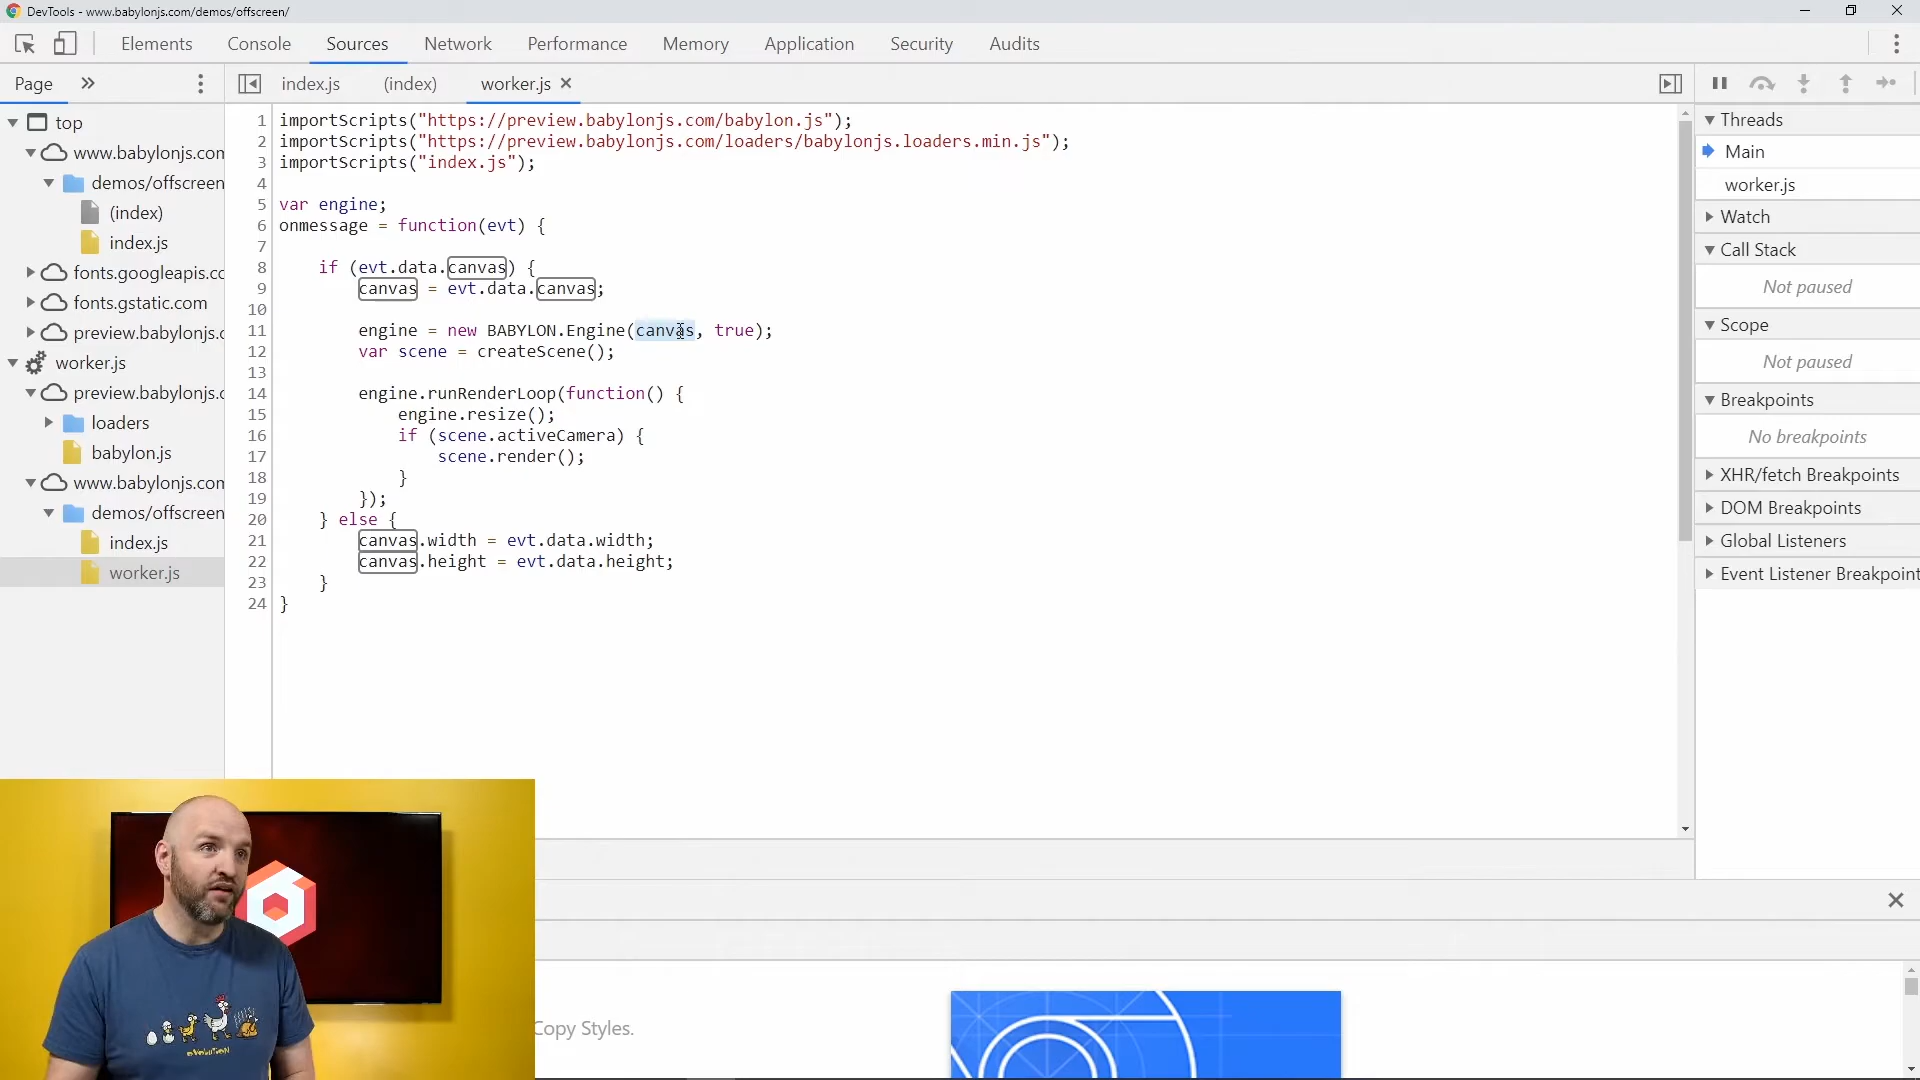 DevTools - www.babylonjs.com/demos/offscreen/
Elements Console Sources Network Performance Memory Application Security Audits
Page » index.js (index) worker.js ×
top
www.babylonjs.com
demos/offscreen
(index)
index.js
fonts.googleapis.co
fonts.gstatic.com
preview.babylonjs.c
worker.js
preview.babylonjs.c
loaders
babylon.js
www.babylonjs.com
demos/offscreen
index.js
worker.js
1 importScripts("https://preview.babylonjs.com/babylon.js");
2 importScripts("https://preview.babylonjs.com/loaders/babylonjs.loaders.min.js");
3 importScripts("index.js");
4
5 var engine;
6 onmessage = function(evt) {
7
8 if (evt.data.canvas) {
9 canvas = evt.data.canvas;
10
11 engine = new BABYLON.Engine(canvas, true);
12 var scene = createScene();
13
14 engine.runRenderLoop(function() {
15 engine.resize();
16 if (scene.activeCamera) {
17 scene.render();
18 }
19 });
20 } else {
21 canvas.width = evt.data.width;
22 canvas.height = evt.data.height;
23 }
24 }
Threads
Main
worker.js
Watch
Call Stack
Not paused
Scope
Not paused
Breakpoints
No breakpoints
XHR/fetch Breakpoints
DOM Breakpoints
Global Listeners
Event Listener Breakpoint
Copy Styles.